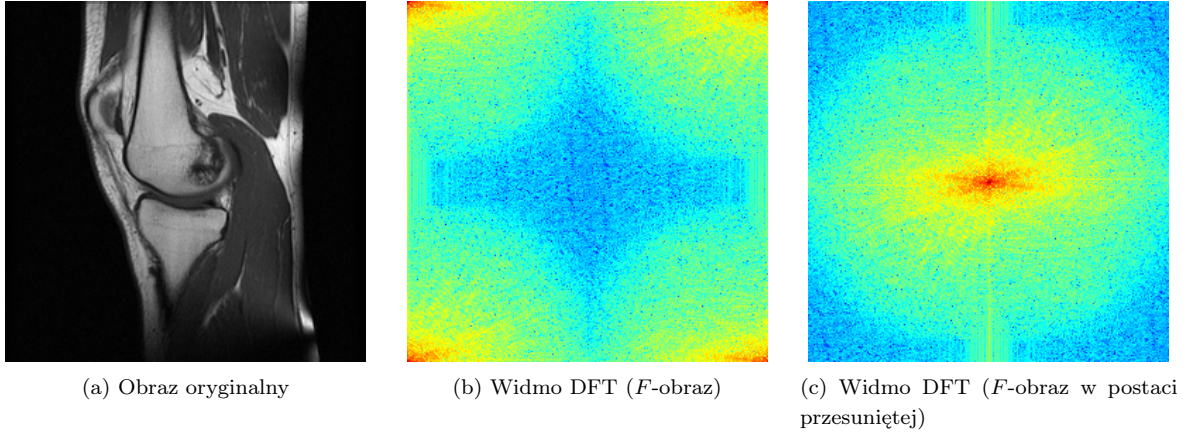 (a) Obraz oryginalny
(b) Widmo DFT (F-obraz)
(c) Widmo DFT (F-obraz w postaci
przesuniętej)